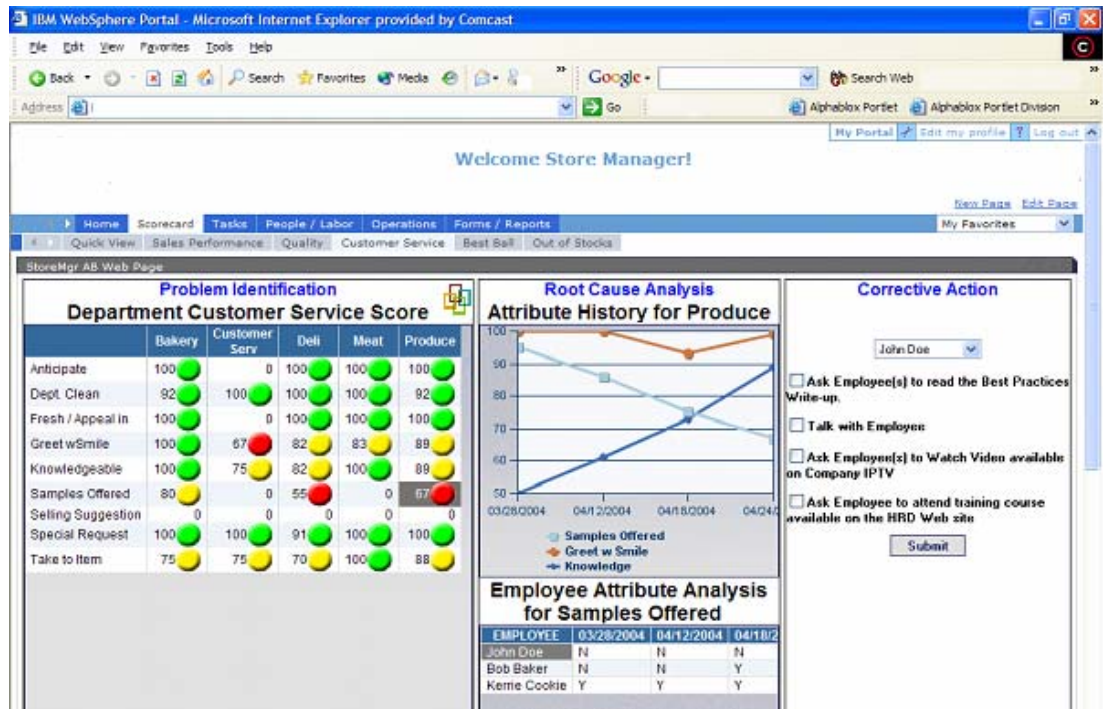 IBM WebSphere Portal - Microsoft Internet Explorer provided by Comcast
File Edit View Favorites Tools Help
Back Search Favorites Media Google Search Web
Address Go Alphablox Portlet Alphablox Portlet Division
My Portal Edit my profile ? Log out
Welcome Store Manager!
New Page Edit Page
Home Scorecard Tasks People / Labor Operations Forms / Reports My Favorites
Quick View Sales Performance Quality Customer Service Best Ball Out of Stocks
StoreMgr AB Web Page
Problem Identification
Department Customer Service Score
Bakery Customer Serv Deli Meat Produce
Anticipate 100 0 100 100 100
Dept. Clean 92 100 100 100 92
Fresh / Appeal in 100 0 100 100 100
Greet wSmile 100 67 82 83 89
Knowledgeable 100 75 82 100 89
Samples Offered 80 0 55 0 67
Selling Suggestion 0 0 0 0 0
Special Request 100 100 91 100 100
Take to Item 75 75 70 100 88
Root Cause Analysis
Attribute History for Produce
100
90
80
70
60
50
03/28/2004 04/12/2004 04/18/2004 04/24/2
Samples Offered
Greet w Smile
Knowledge
Employee Attribute Analysis
for Samples Offered
EMPLOYEE 03/28/2004 04/12/2004 04/18/2
John Doe N N N
Bob Baker N N Y
Kerrie Cookie Y Y Y
Corrective Action
John Doe
Ask Employee(s) to read the Best Practices
Write-up.
Talk with Employee
Ask Employee(s) to Watch Video available
on Company IPTV
Ask Employee to attend training course
available on the HRD Web site
Submit